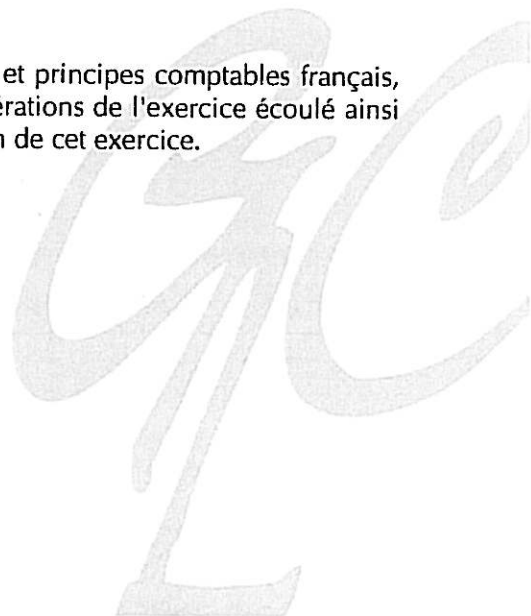 et principes comptables français,
érations de l'exercice écoulé ainsi
n de cet exercice.